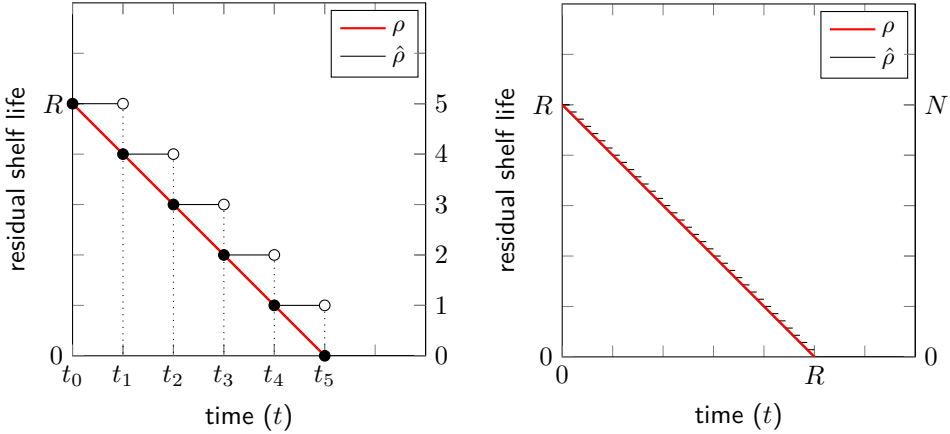 ρ
ρ̂
residual shelf life
R
0
5
4
3
2
1
0
t₀ t₁ t₂ t₃ t₄ t₅
time (t)
ρ
ρ̂
residual shelf life
R
0
N
0
0 R
time (t)